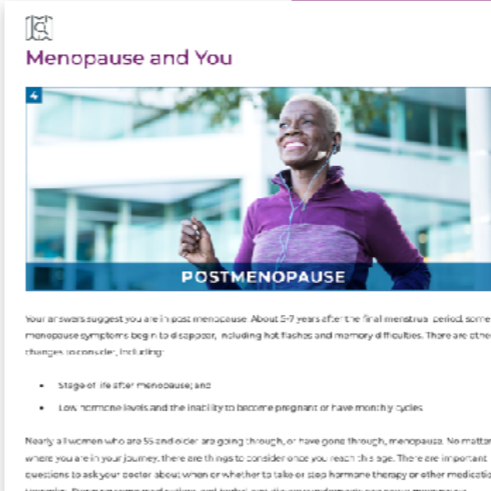 Menopause and You
4
POSTMENOPAUSE
Your answers suggest you are in post menopause. About 5-7 years after the final menstrual period, some
menopause symptoms begin to disappear, including hot flashes and memory difficulties. There are othe
changes to consider, including:
• Stage of life after menopause; and
• Low hormone levels and the inability to become pregnant or have monthly cycles
Nearly all women who are 55 and older are going through, or have gone through, menopause. No matter
where you are in your journey, there are things to consider once you reach this age. There are important
questions to ask your doctor about when or whether to take or stop hormone therapy or other medicatio